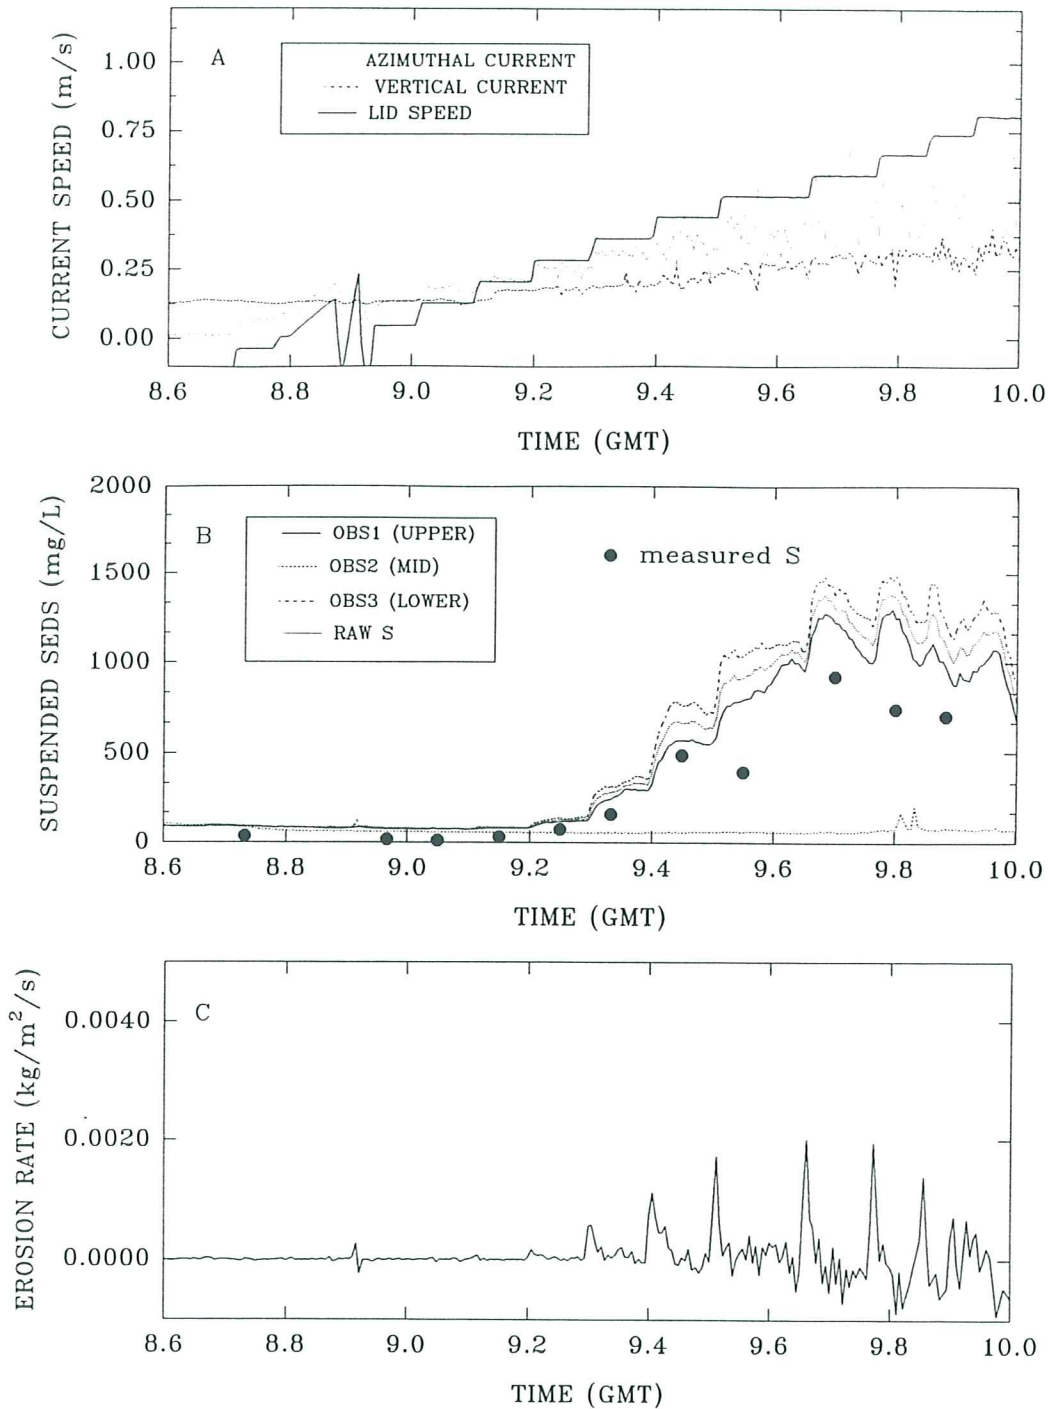 A
AZIMUTHAL CURRENT
VERTICAL CURRENT
LID SPEED
CURRENT SPEED (m/s)
1.00
0.75
0.50
0.25
0.00
8.6 8.8 9.0 9.2 9.4 9.6 9.8 10.0
TIME (GMT)
B
OBS1 (UPPER)
OBS2 (MID)
OBS3 (LOWER)
RAW S
measured S
SUSPENDED SEDS (mg/L)
2000
1500
1000
500
0
8.6 8.8 9.0 9.2 9.4 9.6 9.8 10.0
TIME (GMT)
C
EROSION RATE (kg/m²/s)
0.0040
0.0020
0.0000
8.6 8.8 9.0 9.2 9.4 9.6 9.8 10.0
TIME (GMT)